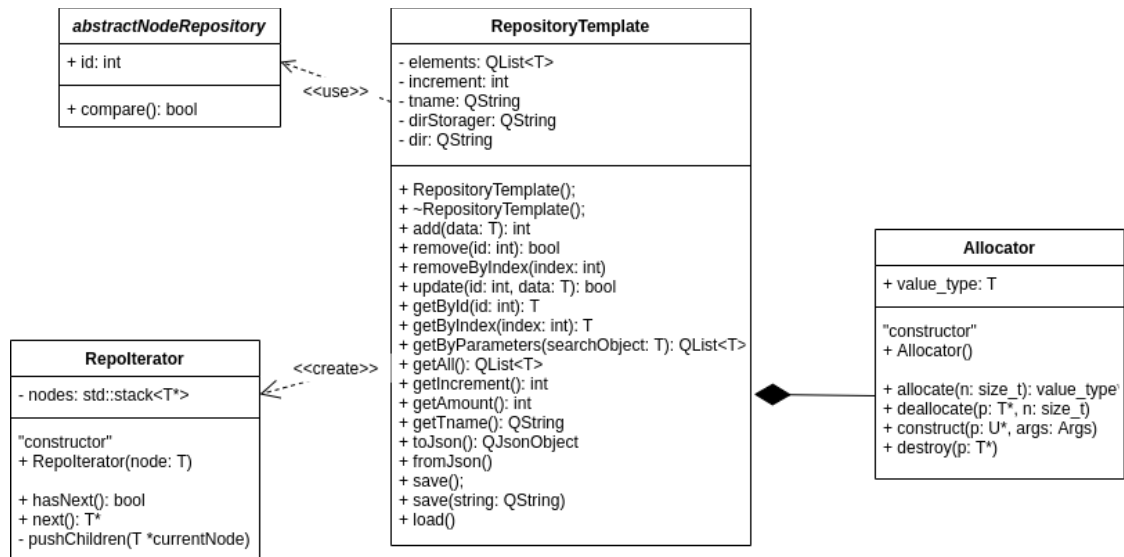 abstractNodeRepository
+ id: int
+ compare(): bool
<<use>>
RepositoryTemplate
- elements: QList<T>
- increment: int
- tname: QString
- dirStorager: QString
- dir: QString
+ RepositoryTemplate();
+ ~RepositoryTemplate();
+ add(data: T): int
+ remove(id: int): bool
+ removeByIndex(index: int)
+ update(id: int, data: T): bool
+ getById(id: int): T
+ getByIndex(index: int): T
+ getByParameters(searchObject: T): QList<T>
+ getAll(): QList<T>
+ getIncrement(): int
+ getAmount(): int
+ getTname(): QString
+ toJson(): QJsonObject
+ fromJson()
+ save();
+ save(string: QString)
+ load()
<<create>>
RepoIterator
- nodes: std::stack<T*>
"constructor"
+ RepoIterator(node: T)
+ hasNext(): bool
+ next(): T*
- pushChildren(T *currentNode)
Allocator
+ value_type: T
"constructor"
+ Allocator()
+ allocate(n: size_t): value_type
+ deallocate(p: T*, n: size_t)
+ construct(p: U*, args: Args)
+ destroy(p: T*)